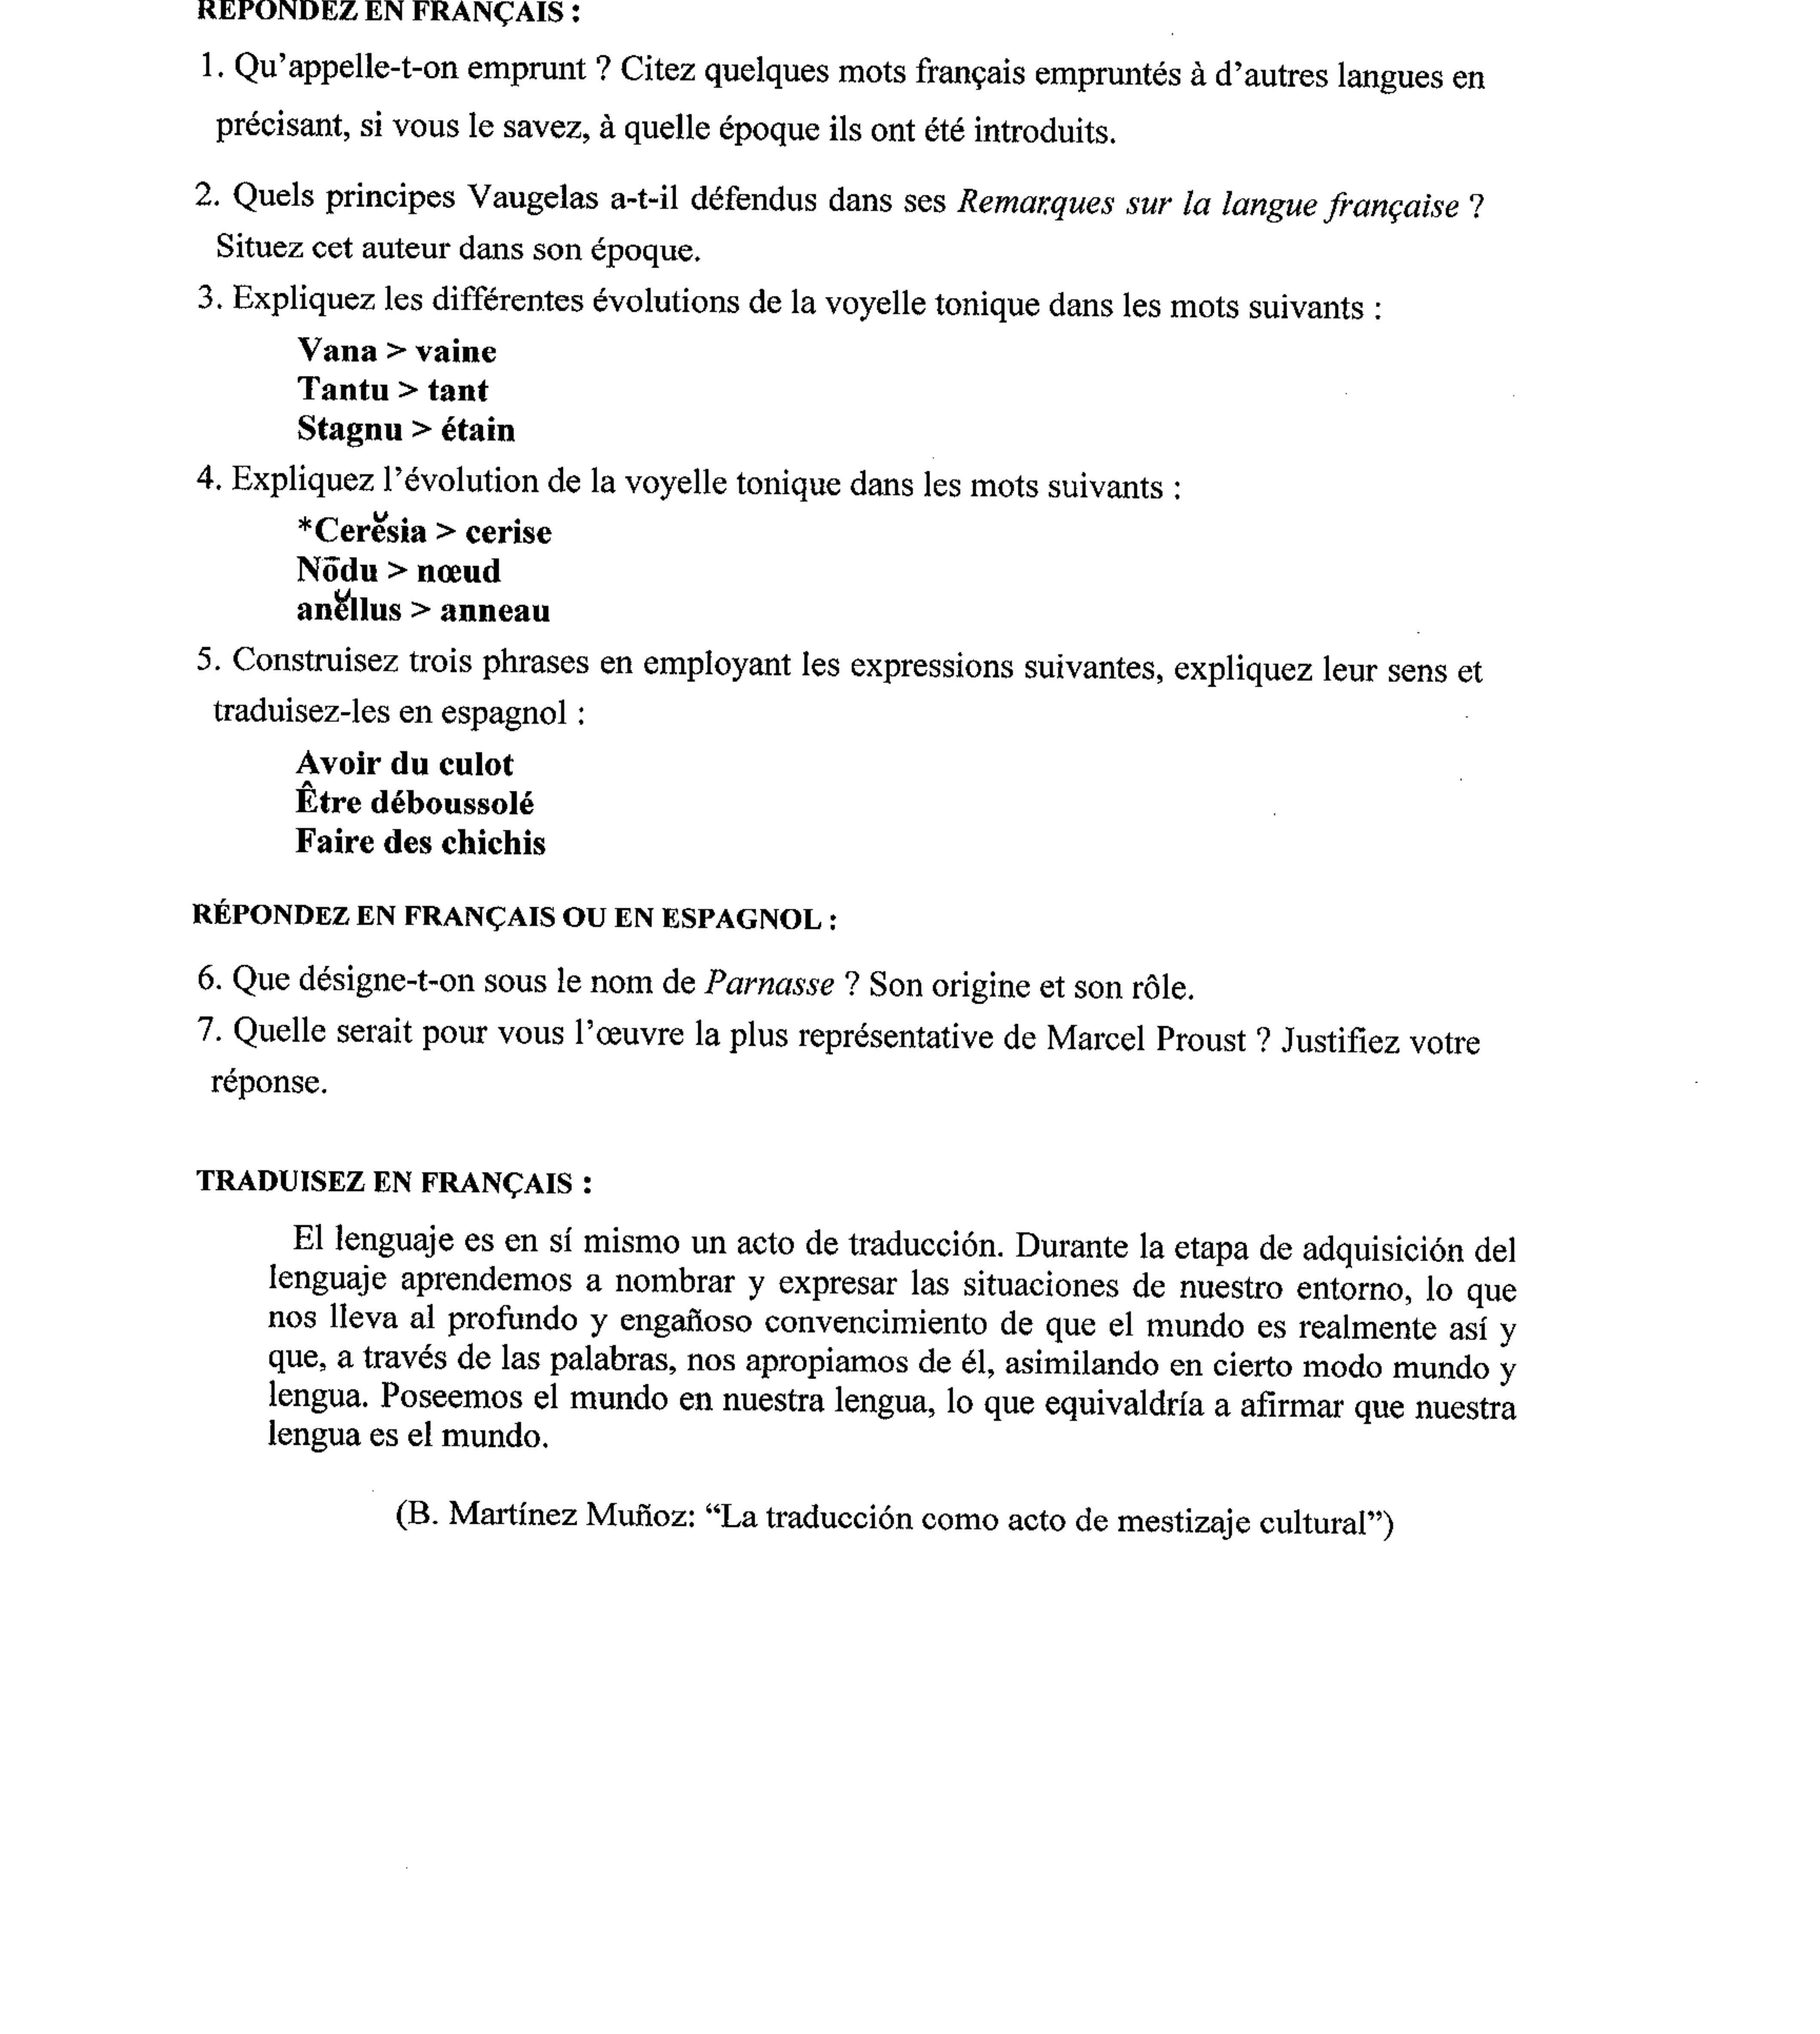 RÉPONDEZ EN FRANÇAIS :
1. Qu'appelle-t-on emprunt ? Citez quelques mots français empruntés à d'autres langues en
précisant, si vous le savez, à quelle époque ils ont été introduits.
2. Quels principes Vaugelas a-t-il défendus dans ses Remarques sur la langue française ?
Situez cet auteur dans son époque.
3. Expliquez les différentes évolutions de la voyelle tonique dans les mots suivants :
Vana > vaine
Tantu > tant
Stagnu > étain
4. Expliquez l'évolution de la voyelle tonique dans les mots suivants :
*Cerĕsia > cerise
Nōdu > nœud
anĕllus > anneau
5. Construisez trois phrases en employant les expressions suivantes, expliquez leur sens et
traduisez-les en espagnol :
Avoir du culot
Être déboussolé
Faire des chichis
RÉPONDEZ EN FRANÇAIS OU EN ESPAGNOL :
6. Que désigne-t-on sous le nom de Parnasse ? Son origine et son rôle.
7. Quelle serait pour vous l'œuvre la plus représentative de Marcel Proust ? Justifiez votre
réponse.
TRADUISEZ EN FRANÇAIS :
El lenguaje es en sí mismo un acto de traducción. Durante la etapa de adquisición del
lenguaje aprendemos a nombrar y expresar las situaciones de nuestro entorno, lo que
nos lleva al profundo y engañoso convencimiento de que el mundo es realmente así y
que, a través de las palabras, nos apropiamos de él, asimilando en cierto modo mundo y
lengua. Poseemos el mundo en nuestra lengua, lo que equivaldría a afirmar que nuestra
lengua es el mundo.
(B. Martínez Muñoz: “La traducción como acto de mestizaje cultural”)